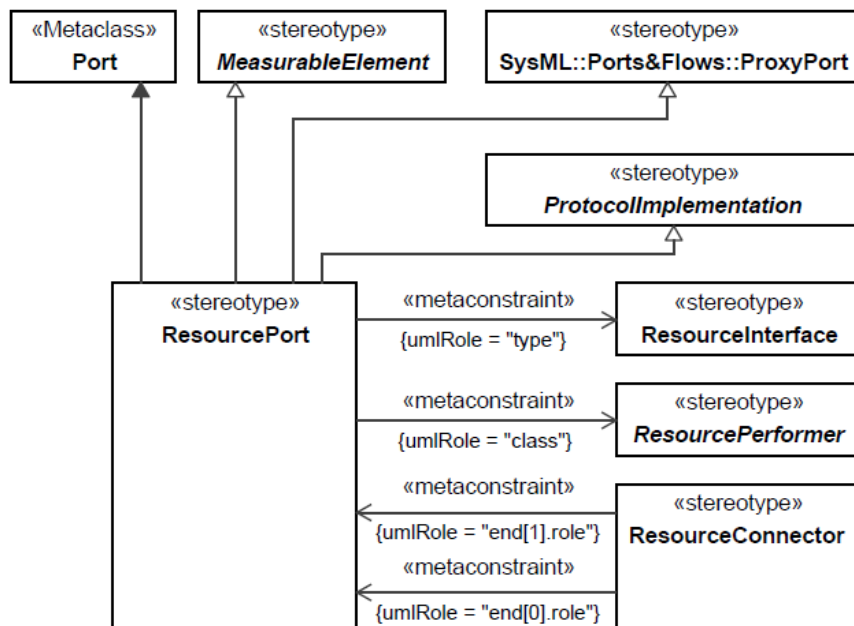 «Metaclass»
Port
«stereotype»
MeasurableElement
«stereotype»
SysML::Ports&Flows::ProxyPort
«stereotype»
ProtocolImplementation
«stereotype»
ResourcePort
«metaconstraint»
{umlRole = "type"}
«stereotype»
ResourceInterface
«metaconstraint»
{umlRole = "class"}
«stereotype»
ResourcePerformer
«metaconstraint»
{umlRole = "end[1].role"}
«stereotype»
ResourceConnector
«metaconstraint»
{umlRole = "end[0].role"}